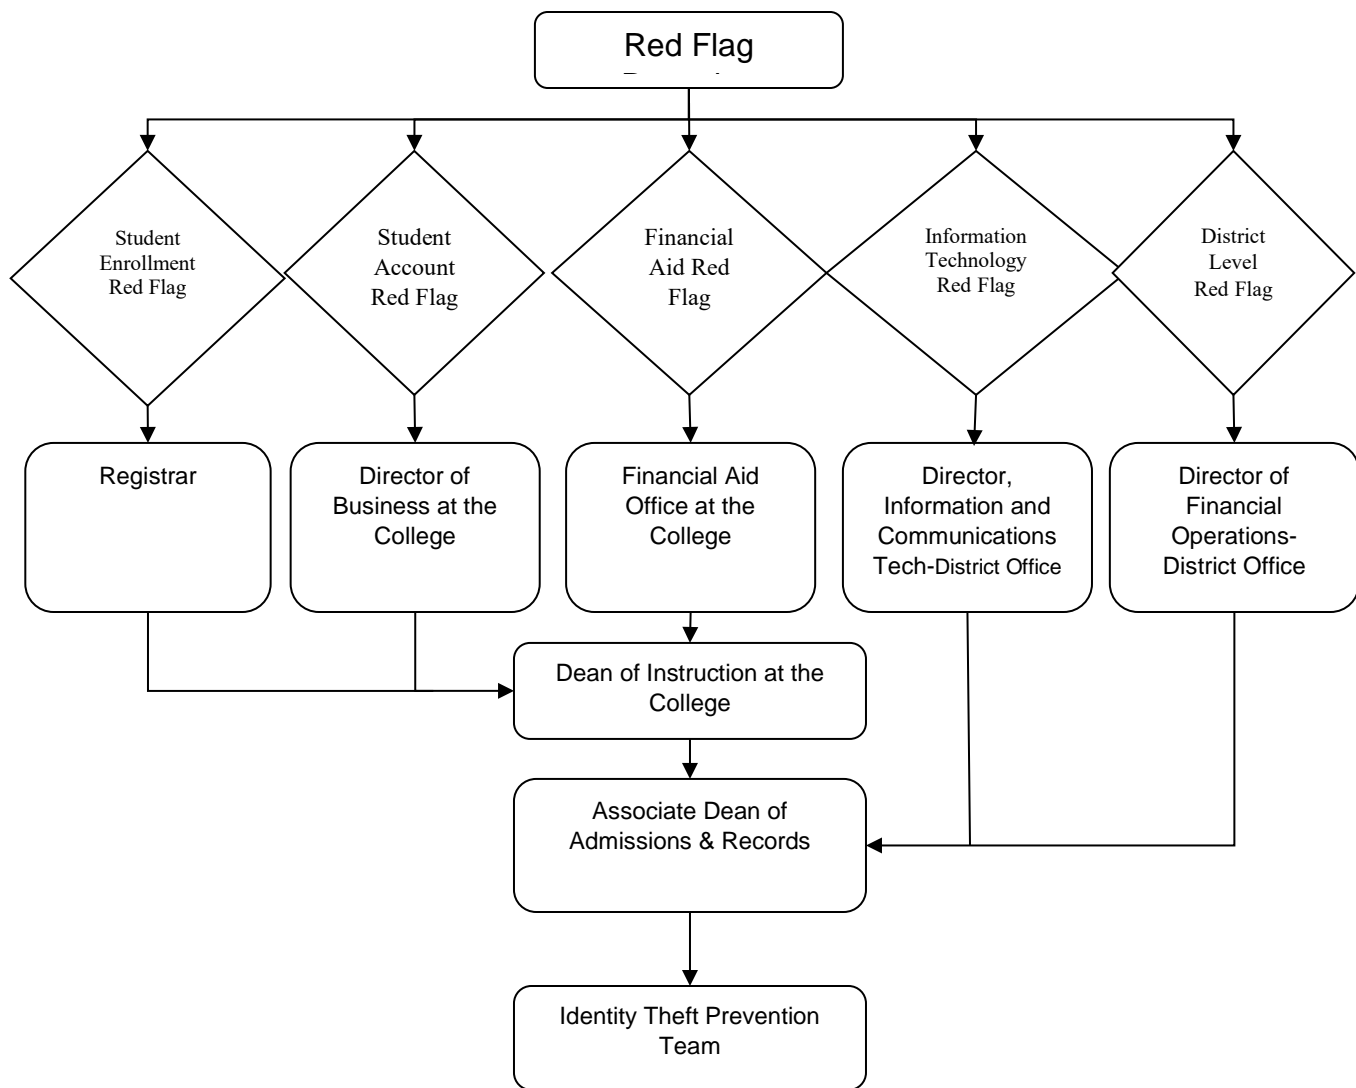 Red Flag
Student
Enrollment
Red Flag
Student
Account
Red Flag
Financial
Aid Red
Flag
Information
Technology
Red Flag
District
Level
Red Flag
Registrar
Director of
Business at the
College
Financial Aid
Office at the
College
Director,
Information and
Communications
Tech-District Office
Director of
Financial
Operations-
District Office
Dean of Instruction at the
College
Associate Dean of
Admissions & Records
Identity Theft Prevention
Team